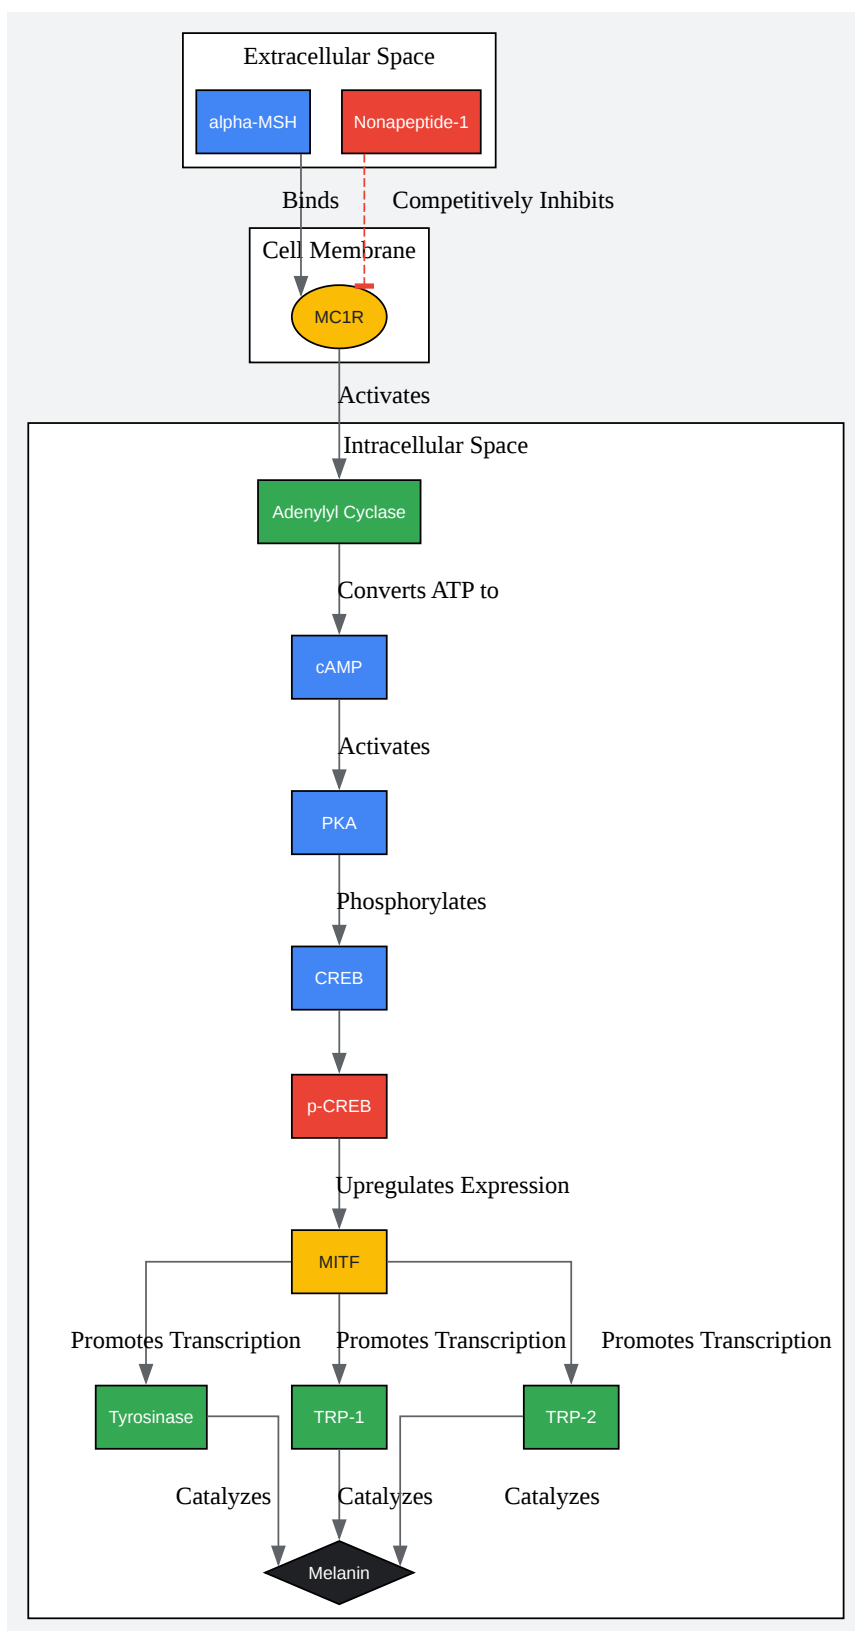 Extracellular Space
alpha-MSH
Nonapeptide-1
Binds
Competitively Inhibits
Cell Membrane
MC1R
Activates
Intracellular Space
Adenylyl Cyclase
Converts ATP to
cAMP
Activates
PKA
Phosphorylates
CREB
p-CREB
Upregulates Expression
MITF
Promotes Transcription
Promotes Transcription
Promotes Transcription
Tyrosinase
TRP-1
TRP-2
Catalyzes
Catalyzes
Catalyzes
Melanin